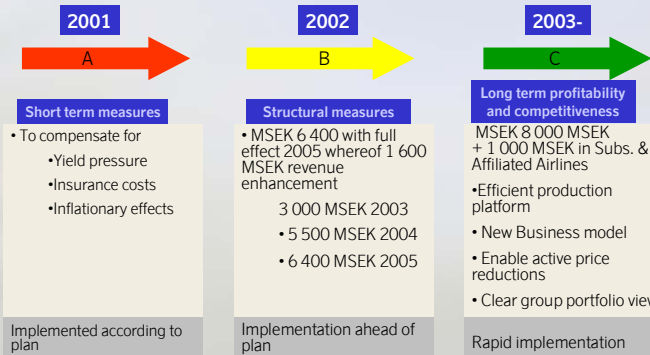 2001
A
Short term measures
• To compensate for
•Yield pressure
•Insurance costs
•Inflationary effects
Implemented according to
plan
2002
B
Structural measures
• MSEK 6 400 with full
effect 2005 whereof 1 600
MSEK revenue
enhancement
3 000 MSEK 2003
• 5 500 MSEK 2004
• 6 400 MSEK 2005
Implementation ahead of
plan
2003-
C
Long term profitability
and competitiveness
MSEK 8 000 MSEK
+ 1 000 MSEK in Subs. &
Affiliated Airlines
•Efficient production
platform
• New Business model
• Enable active price
reductions
• Clear group portfolio view
Rapid implementation